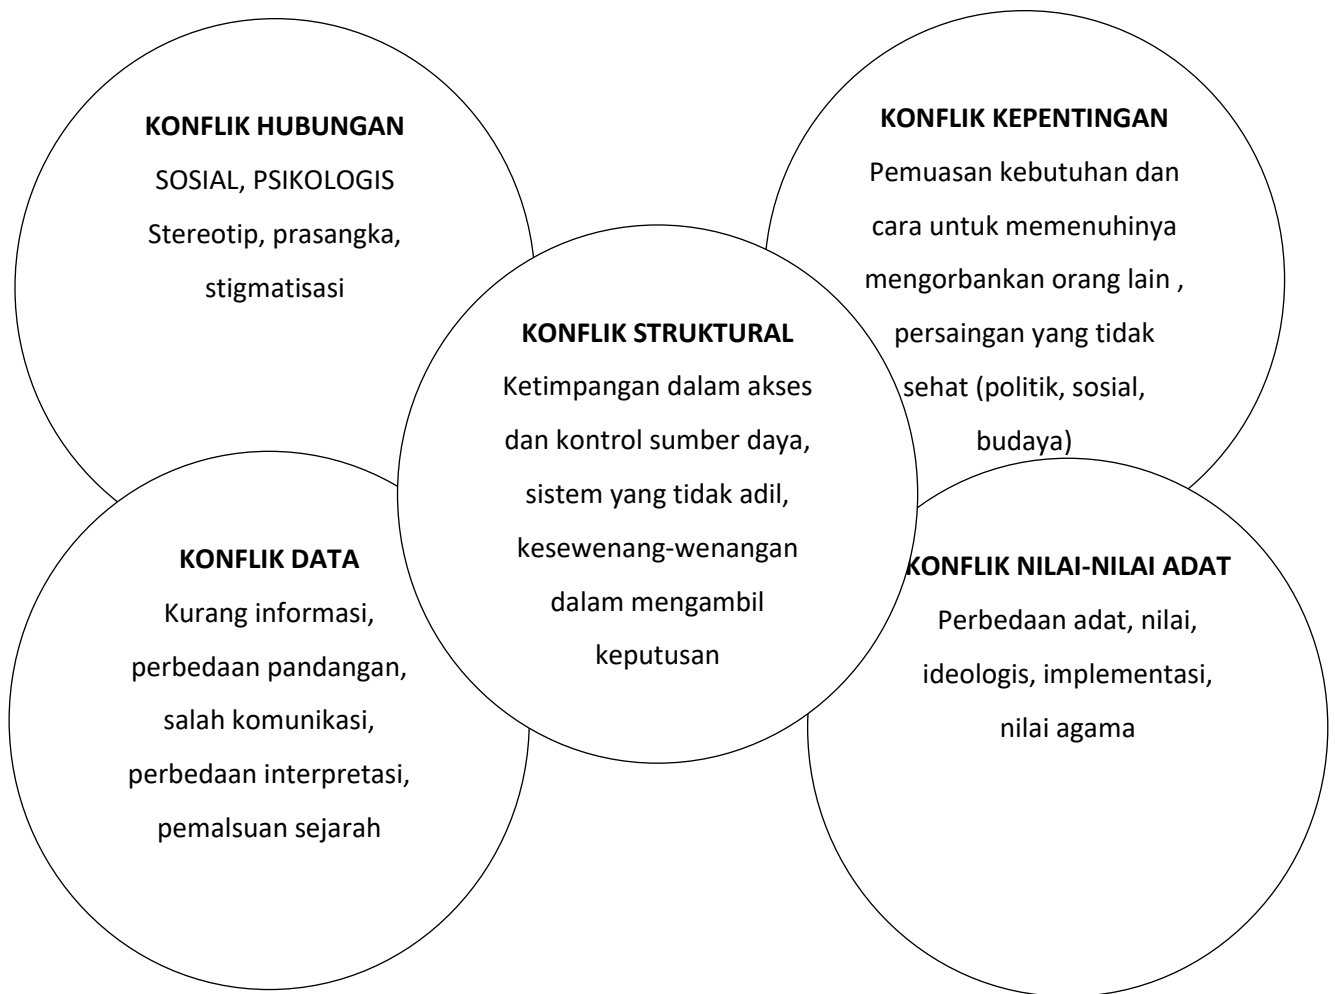 KONFLIK HUBUNGAN
SOSIAL, PSIKOLOGIS
Stereotip, prasangka,
stigmatisasi
KONFLIK KEPENTINGAN
Pemuasan kebutuhan dan
cara untuk memenuhinya
mengorbankan orang lain ,
persaingan yang tidak
sehat (politik, sosial,
budaya)
KONFLIK STRUKTURAL
Ketimpangan dalam akses
dan kontrol sumber daya,
sistem yang tidak adil,
kesewenang-wenangan
dalam mengambil
keputusan
KONFLIK DATA
Kurang informasi,
perbedaan pandangan,
salah komunikasi,
perbedaan interpretasi,
pemalsuan sejarah
KONFLIK NILAI-NILAI ADAT
Perbedaan adat, nilai,
ideologis, implementasi,
nilai agama